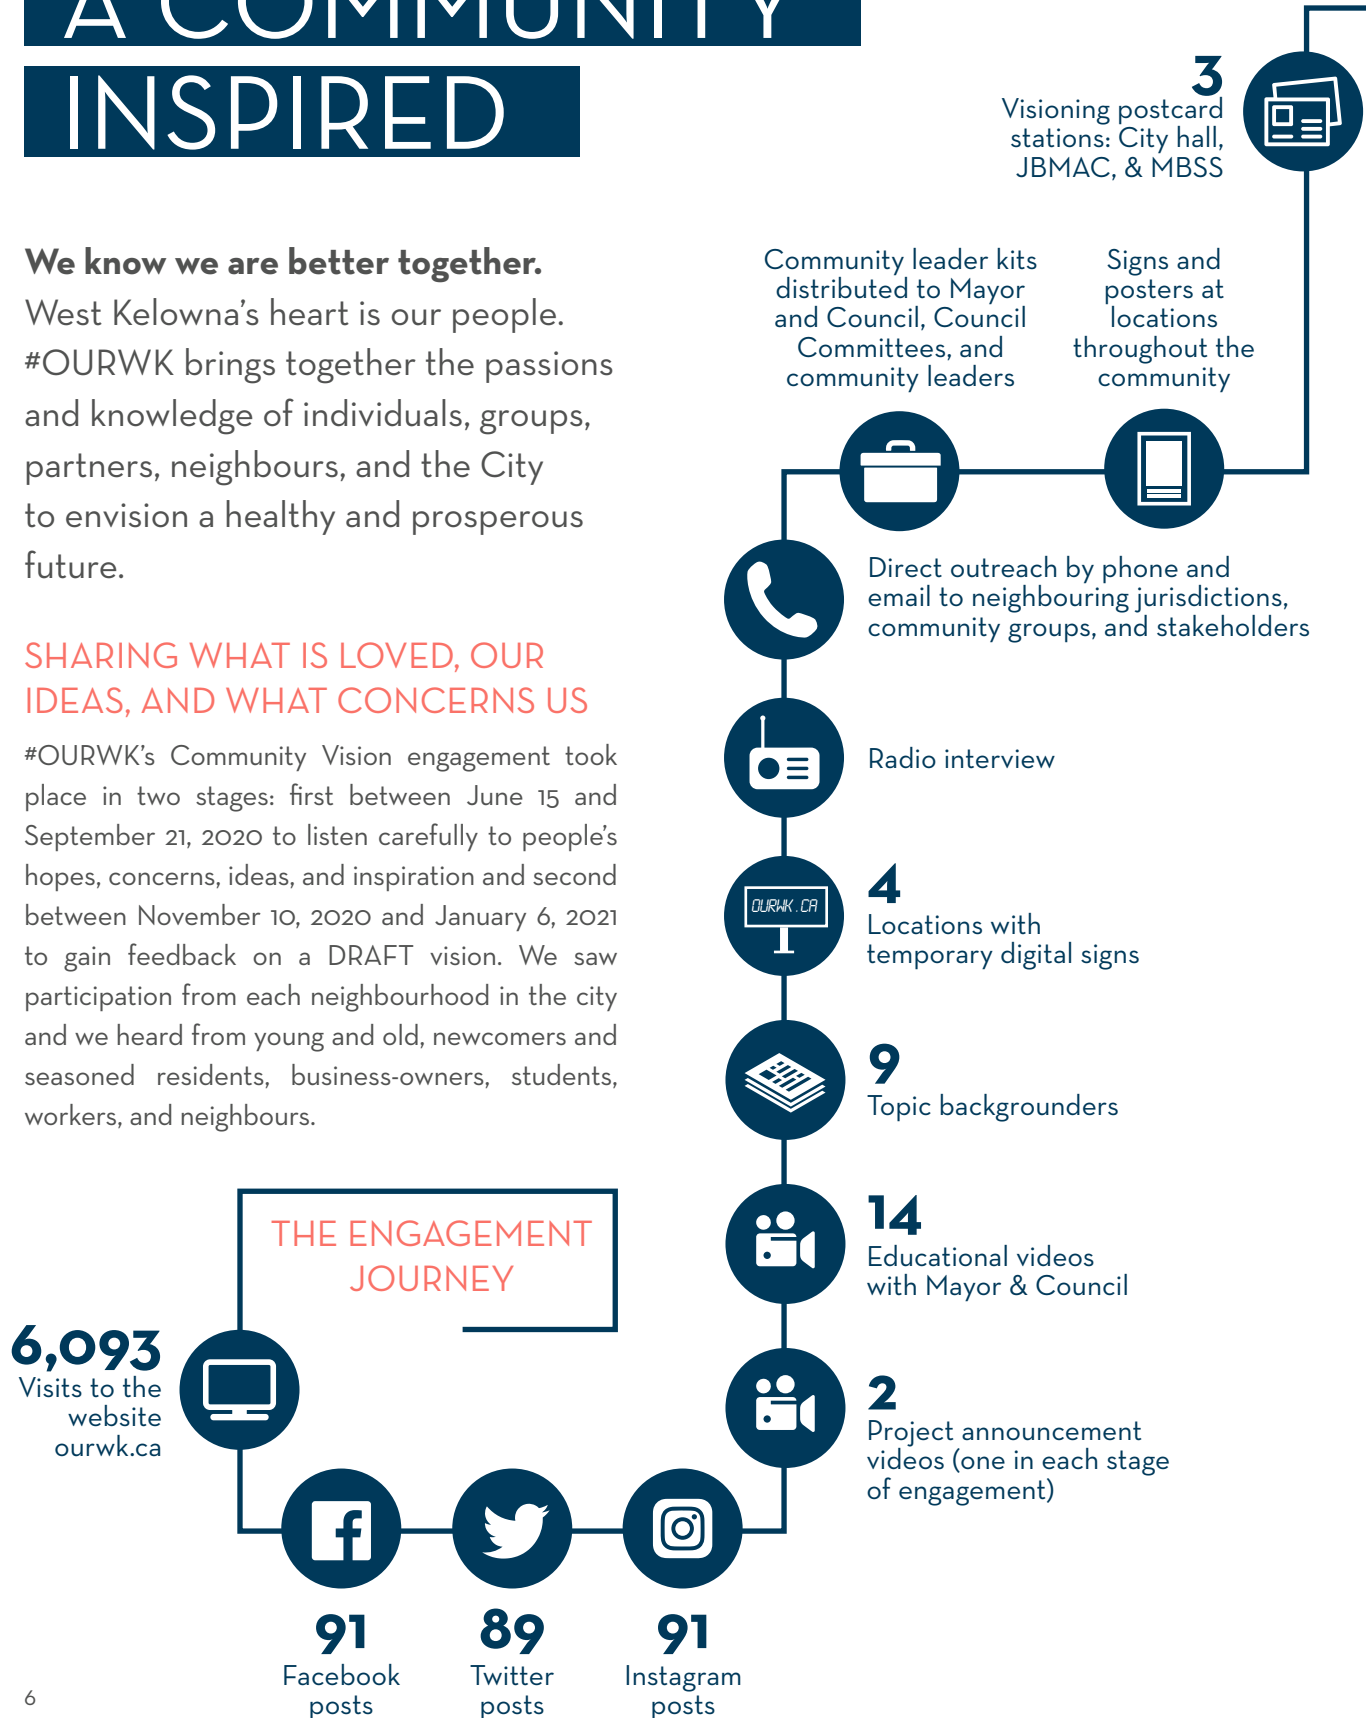 A COMMUNITY
INSPIRED
We know we are better together.
West Kelowna’s heart is our people.
#OURWK brings together the passions
and knowledge of individuals, groups,
partners, neighbours, and the City
to envision a healthy and prosperous
future.
SHARING WHAT IS LOVED, OUR
IDEAS, AND WHAT CONCERNS US
#OURWK’s Community Vision engagement took
place in two stages: first between June 15 and
September 21, 2020 to listen carefully to people’s
hopes, concerns, ideas, and inspiration and second
between November 10, 2020 and January 6, 2021
to gain feedback on a DRAFT vision. We saw
participation from each neighbourhood in the city
and we heard from young and old, newcomers and
seasoned residents, business-owners, students,
workers, and neighbours.
THE ENGAGEMENT
JOURNEY
6,093
Visits to the
website
ourwk.ca
91
Facebook
posts
89
Twitter
posts
91
Instagram
posts
2
Project announcement
videos (one in each stage
of engagement)
14
Educational videos
with Mayor & Council
9
Topic backgrounders
OURWK.CA
4
Locations with
temporary digital signs
Radio interview
Direct outreach by phone and
email to neighbouring jurisdictions,
community groups, and stakeholders
Community leader kits
distributed to Mayor
and Council, Council
Committees, and
community leaders
Signs and
posters at
locations
throughout the
community
3
Visioning postcard
stations: City hall,
JBMAC, & MBSS
6